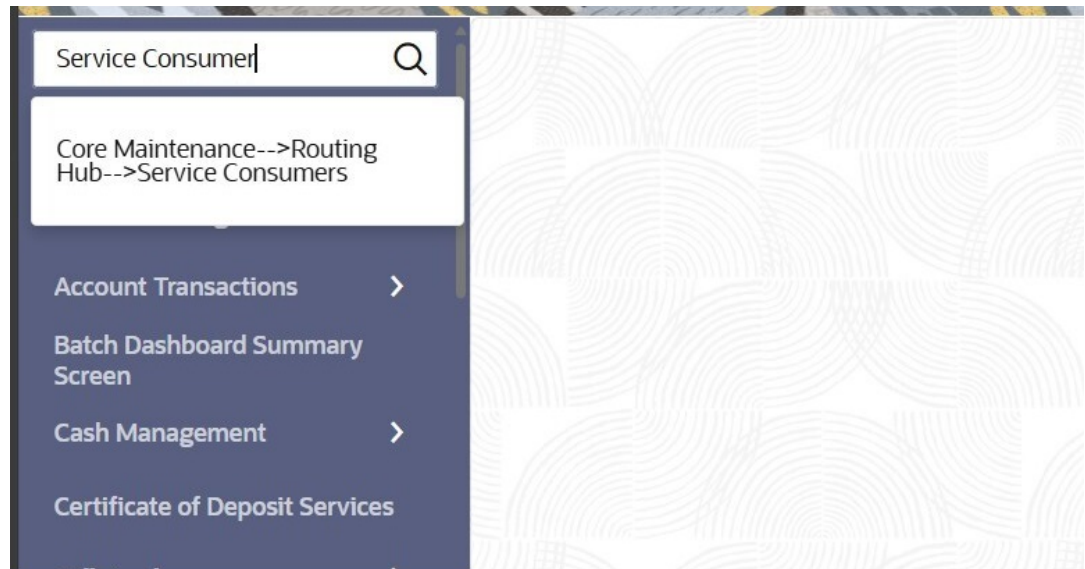 Service Consumer
Core Maintenance-->Routing
Hub-->Service Consumers
Account Transactions
Batch Dashboard Summary
Screen
Cash Management
Certificate of Deposit Services